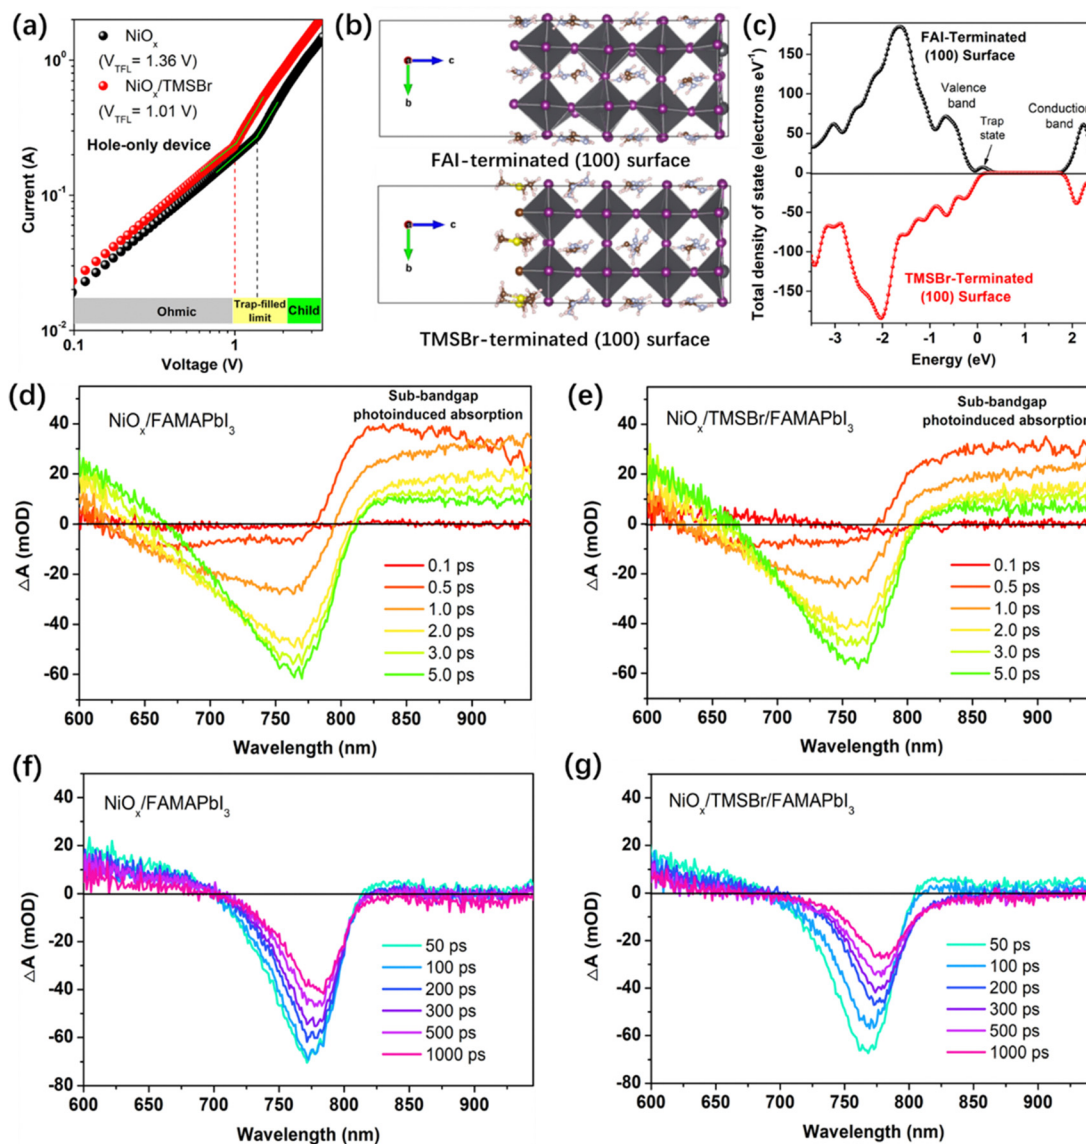 (a)
NiOₓ
(V_TFL = 1.36 V)
NiOₓ/TMSBr
(V_TFL = 1.01 V)
Hole-only device
Current (A)
10⁰
10⁻¹
10⁻²
Ohmic
Trap-filled
limit
Child
0.1
1
Voltage (V)
(b)
c
b
FAI-terminated (100) surface
c
b
TMSBr-terminated (100) surface
(c)
Total density of state (electrons eV⁻¹)
150
100
50
0
-50
-100
-150
FAI-Terminated
(100) Surface
Valence
band
Trap
state
Conduction
band
TMSBr-Terminated
(100) Surface
-3 -2 -1 0 1 2
Energy (eV)
(d)
NiOₓ/FAMAPbI₃
Sub-bandgap
photoinduced absorption
△A (mOD)
40
20
0
-20
-40
-60
0.1 ps
0.5 ps
1.0 ps
2.0 ps
3.0 ps
5.0 ps
600 650 700 750 800 850 900
Wavelength (nm)
(e)
NiOₓ/TMSBr/FAMAPbI₃
Sub-bandgap
photoinduced absorption
△A (mOD)
40
20
0
-20
-40
-60
0.1 ps
0.5 ps
1.0 ps
2.0 ps
3.0 ps
5.0 ps
600 650 700 750 800 850 900
Wavelength (nm)
(f)
NiOₓ/FAMAPbI₃
△A (mOD)
40
20
0
-20
-40
-60
-80
50 ps
100 ps
200 ps
300 ps
500 ps
1000 ps
600 650 700 750 800 850 900
Wavelength (nm)
(g)
NiOₓ/TMSBr/FAMAPbI₃
△A (mOD)
40
20
0
-20
-40
-60
-80
50 ps
100 ps
200 ps
300 ps
500 ps
1000 ps
600 650 700 750 800 850 900
Wavelength (nm)